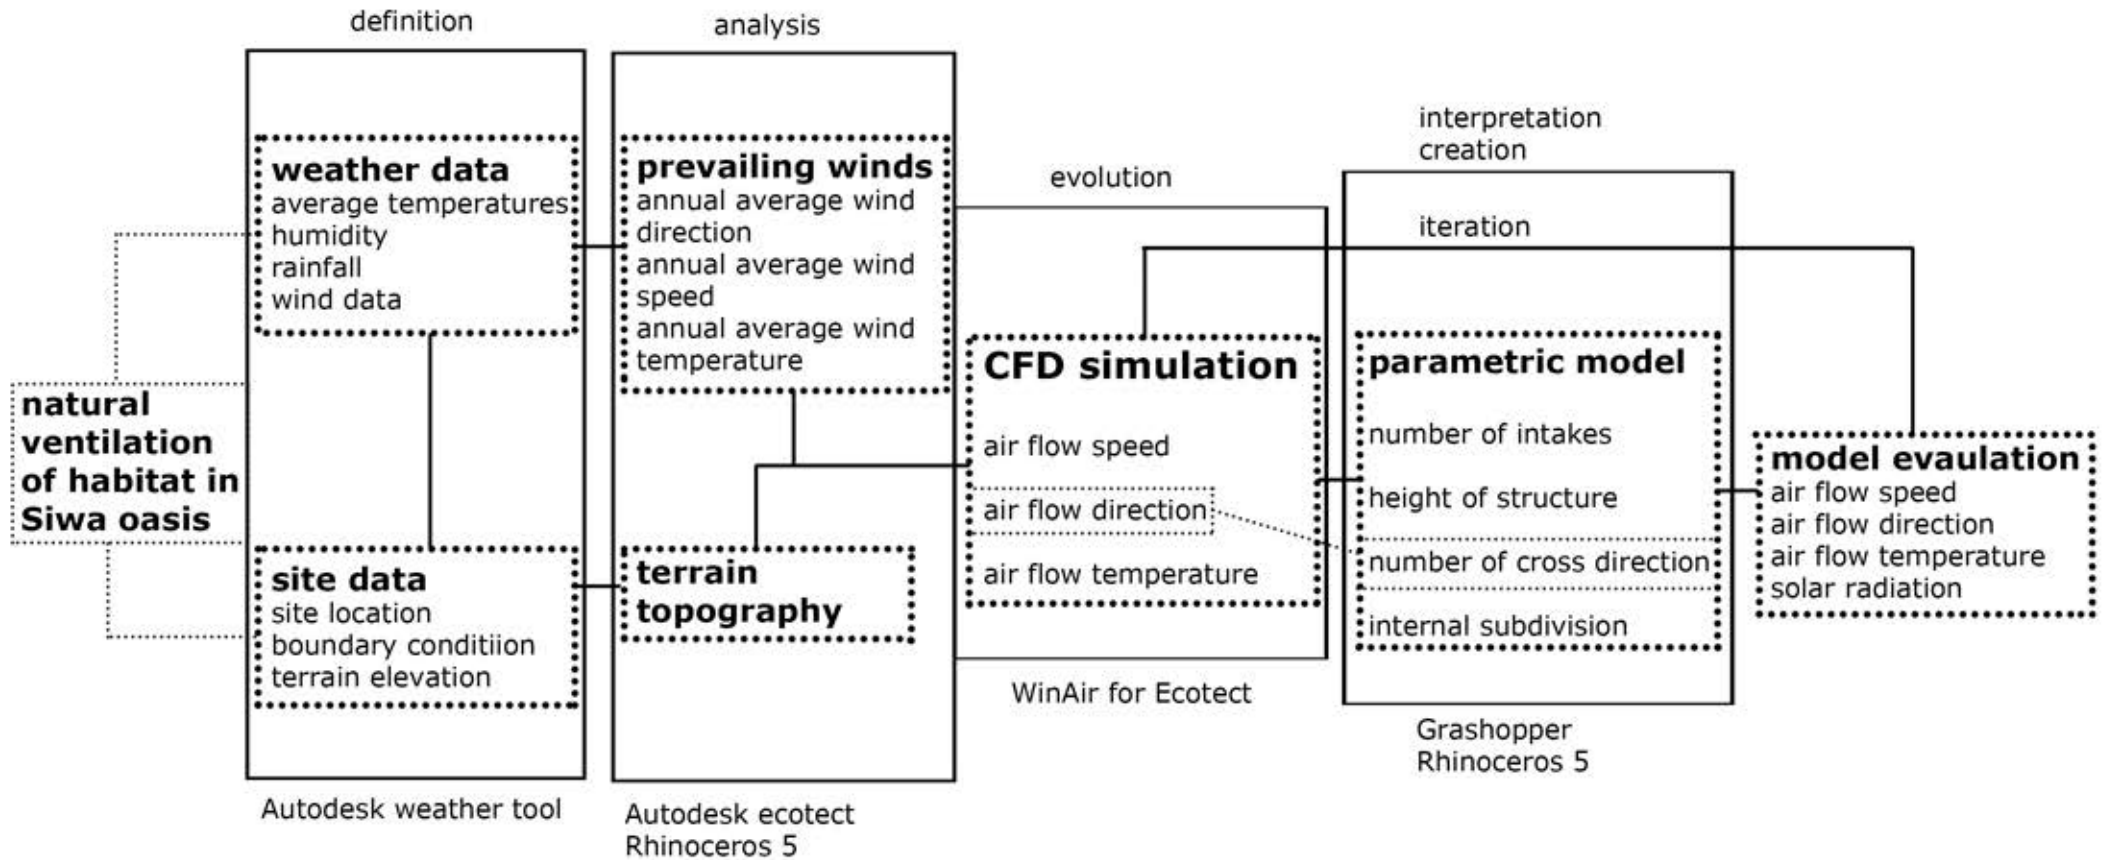 definition
analysis
interpretation
creation
evolution
iteration
weather data
average temperatures
humidity
rainfall
wind data
prevailing winds
annual average wind
direction
annual average wind
speed
annual average wind
temperature
natural
ventilation
of habitat in
Siwa oasis
site data
site location
boundary conditiion
terrain elevation
terrain
topography
CFD simulation
air flow speed
air flow direction
air flow temperature
parametric model
number of intakes
height of structure
number of cross direction
internal subdivision
model evaulation
air flow speed
air flow direction
air flow temperature
solar radiation
Autodesk weather tool
Autodesk ecotect
Rhinoceros 5
WinAir for Ecotect
Grashopper
Rhinoceros 5